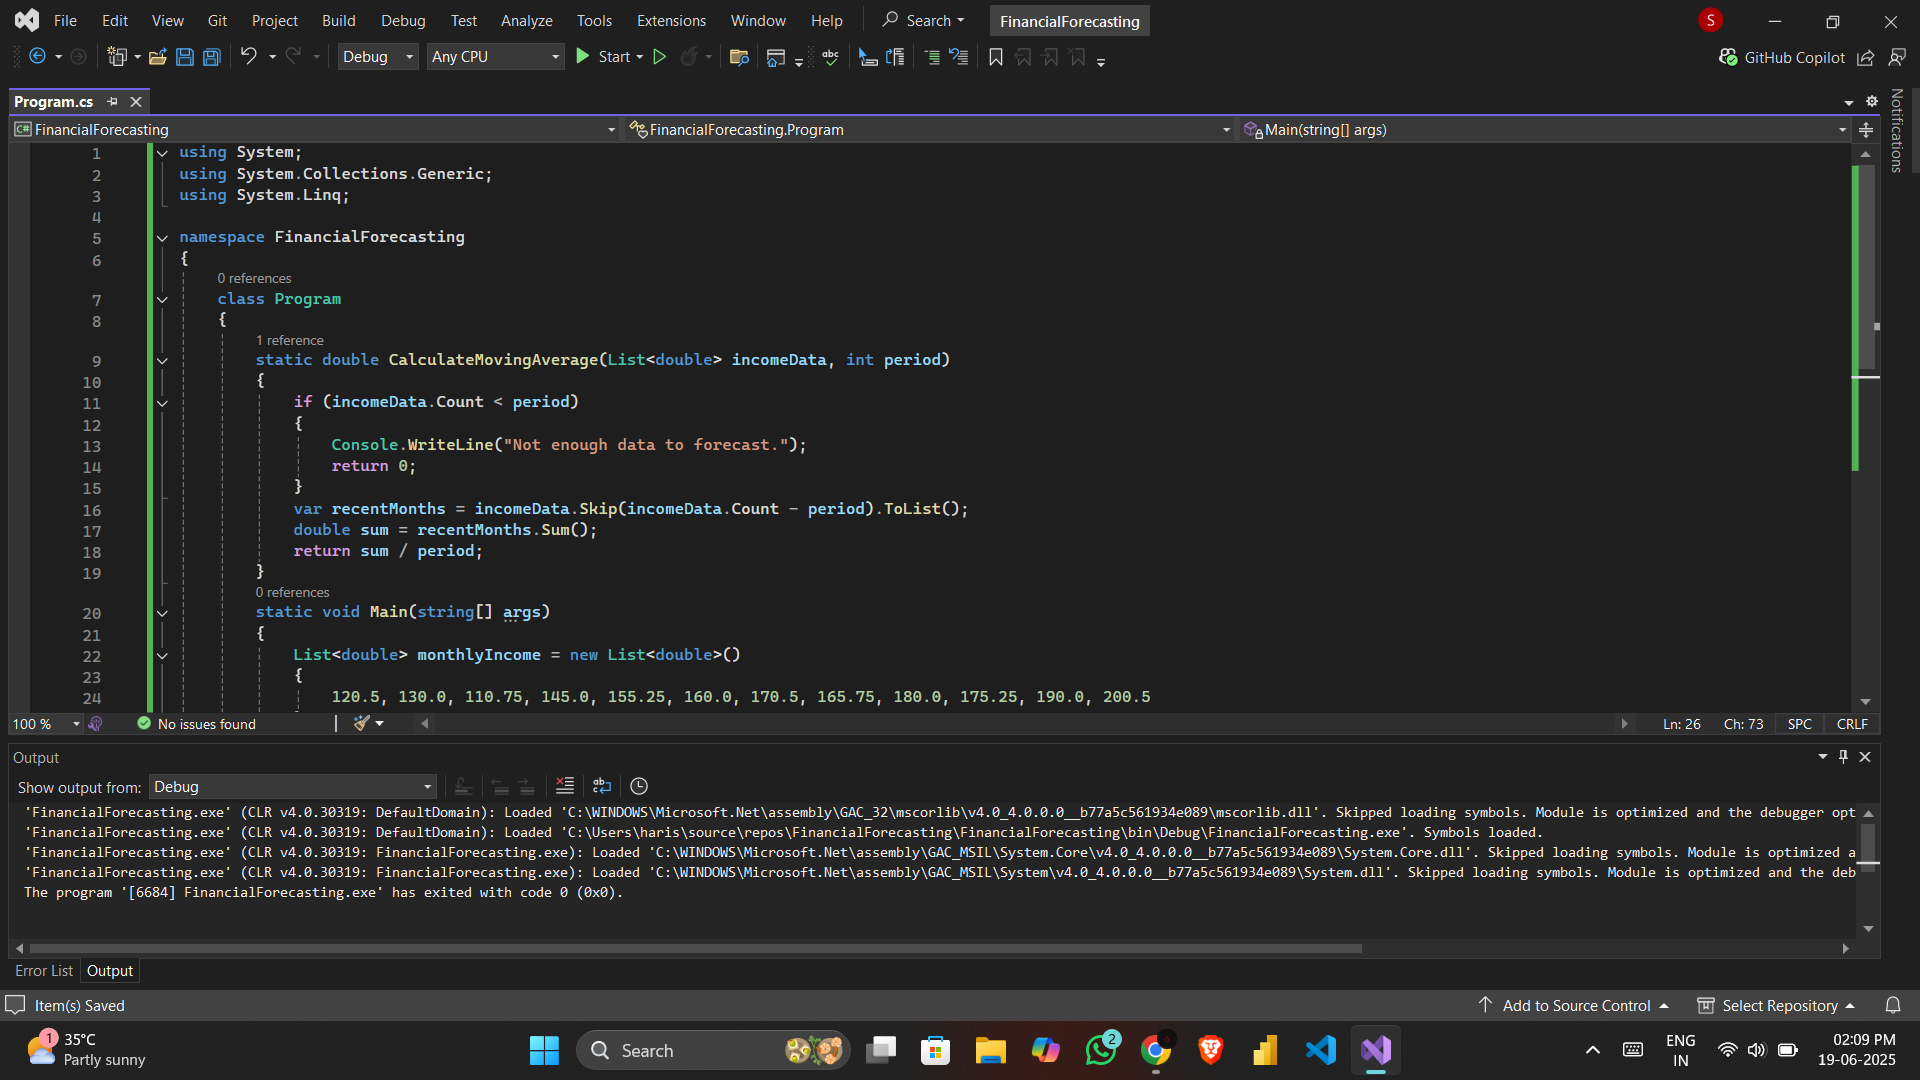 File Edit View Git Project Build Debug Test Analyze Tools Extensions Window Help Search FinancialForecasting S
Debug Any CPU Start GitHub Copilot
Program.cs
Notifications
FinancialForecasting FinancialForecasting.Program Main(string[] args)
1 using System;
2 using System.Collections.Generic;
3 using System.Linq;
4
5 namespace FinancialForecasting
6 {
0 references
7 class Program
8 {
1 reference
9 static double CalculateMovingAverage(List<double> incomeData, int period)
10 {
11 if (incomeData.Count < period)
12 {
13 Console.WriteLine("Not enough data to forecast.");
14 return 0;
15 }
16 var recentMonths = incomeData.Skip(incomeData.Count - period).ToList();
17 double sum = recentMonths.Sum();
18 return sum / period;
19 }
0 references
20 static void Main(string[] args)
21 {
22 List<double> monthlyIncome = new List<double>()
23 {
24 120.5, 130.0, 110.75, 145.0, 155.25, 160.0, 170.5, 165.75, 180.0, 175.25, 190.0, 200.5
100 % No issues found Ln: 26 Ch: 73 SPC CRLF
Output
Show output from: Debug
'FinancialForecasting.exe' (CLR v4.0.30319: DefaultDomain): Loaded 'C:\WINDOWS\Microsoft.Net\assembly\GAC_32\mscorlib\v4.0_4.0.0.0__b77a5c561934e089\mscorlib.dll'. Skipped loading symbols. Module is optimized and the debugger opt
'FinancialForecasting.exe' (CLR v4.0.30319: DefaultDomain): Loaded 'C:\Users\haris\source\repos\FinancialForecasting\FinancialForecasting\bin\Debug\FinancialForecasting.exe'. Symbols loaded.
'FinancialForecasting.exe' (CLR v4.0.30319: FinancialForecasting.exe): Loaded 'C:\WINDOWS\Microsoft.Net\assembly\GAC_MSIL\System.Core\v4.0_4.0.0.0__b77a5c561934e089\System.Core.dll'. Skipped loading symbols. Module is optimized a
'FinancialForecasting.exe' (CLR v4.0.30319: FinancialForecasting.exe): Loaded 'C:\WINDOWS\Microsoft.Net\assembly\GAC_MSIL\System\v4.0_4.0.0.0__b77a5c561934e089\System.dll'. Skipped loading symbols. Module is optimized and the deb
The program '[6684] FinancialForecasting.exe' has exited with code 0 (0x0).
Error List Output
Item(s) Saved Add to Source Control Select Repository
1 35°C
Partly sunny
Search
2
ENG
IN
02:09 PM
19-06-2025